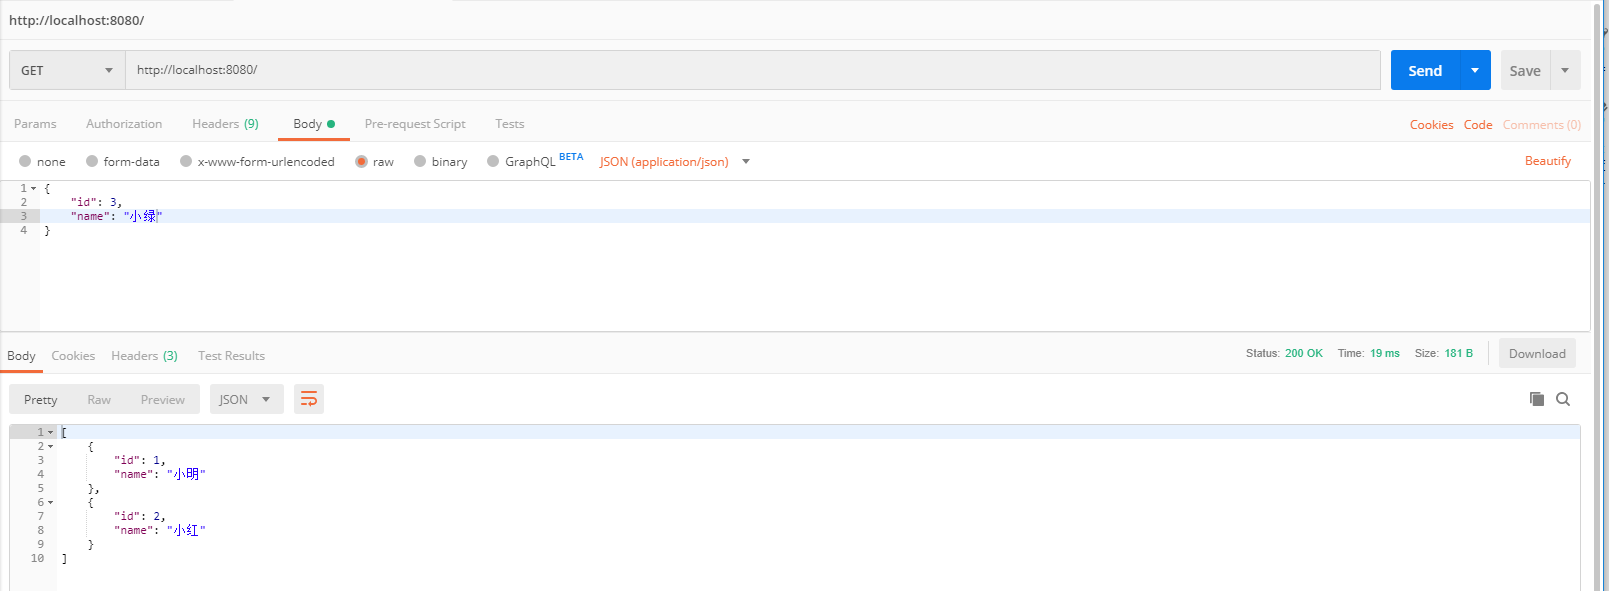 http://localhost:8080/
GET http://localhost:8080/ Send Save
Params Authorization Headers (9) Body Pre-request Script Tests Cookies Code Comments (0)
none form-data x-www-form-urlencoded raw binary GraphQL BETA JSON (application/json) Beautify
1 {
2 "id": 3,
3 "name": "小绿"
4 }
Body Cookies Headers (3) Test Results Status: 200 OK Time: 19 ms Size: 181 B Download
Pretty Raw Preview JSON
1 [
2 {
3 "id": 1,
4 "name": "小明"
5 },
6 {
7 "id": 2,
8 "name": "小红"
9 }
10 ]